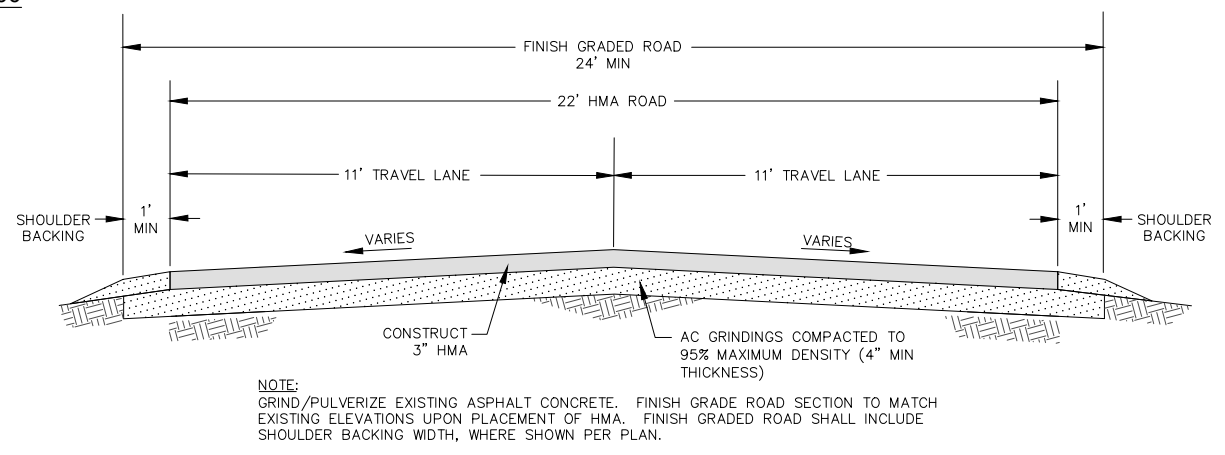 FINISH GRADED ROAD
24' MIN
22' HMA ROAD
11' TRAVEL LANE
11' TRAVEL LANE
SHOULDER
BACKING
1'
MIN
VARIES
VARIES
1'
MIN
SHOULDER
BACKING
CONSTRUCT
3" HMA
AC GRINDINGS COMPACTED TO
95% MAXIMUM DENSITY (4" MIN
THICKNESS)
NOTE:
GRIND/PULVERIZE EXISTING ASPHALT CONCRETE. FINISH GRADE ROAD SECTION TO MATCH
EXISTING ELEVATIONS UPON PLACEMENT OF HMA. FINISH GRADED ROAD SHALL INCLUDE
SHOULDER BACKING WIDTH, WHERE SHOWN PER PLAN.